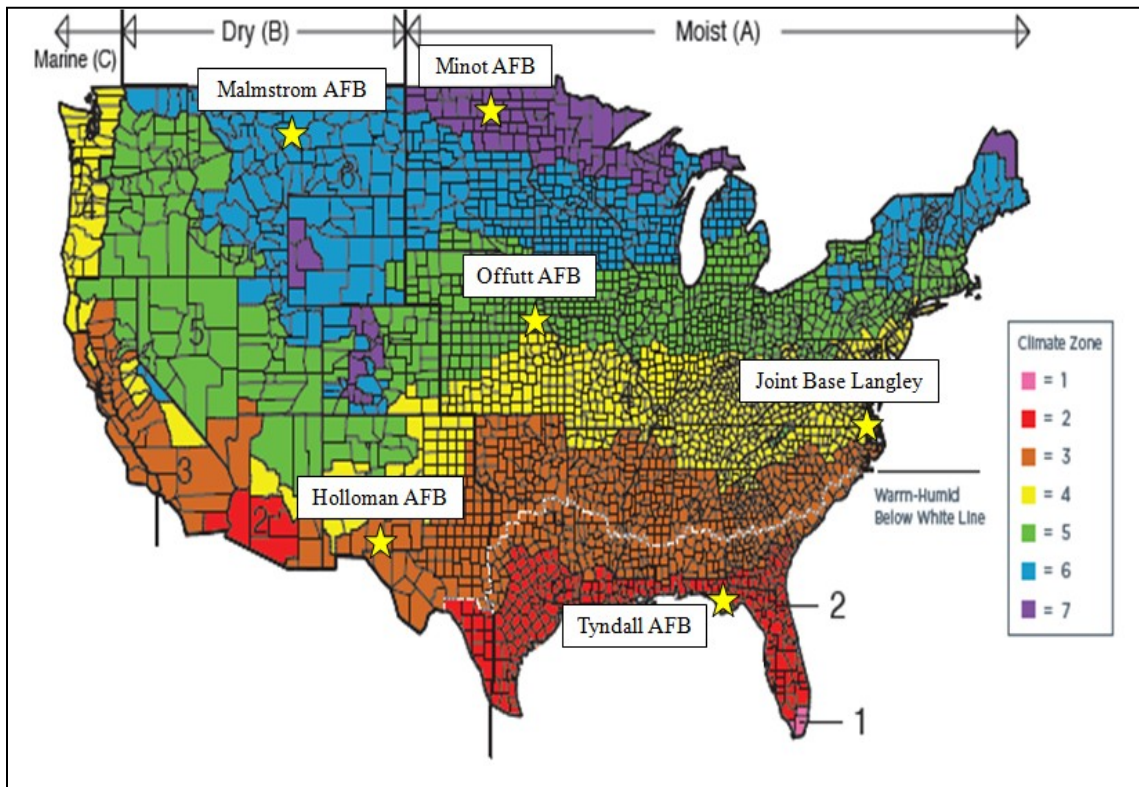 Dry (B)
Moist (A)
Marine (C)
Minot AFB
Malmstrom AFB
6
4
Offutt AFB
5
Joint Base Langley
Climate Zone
= 1
= 2
= 3
= 4
= 5
= 6
= 7
3
Holloman AFB
2
Warm-Humid
Below White Line
Tyndall AFB
2
1